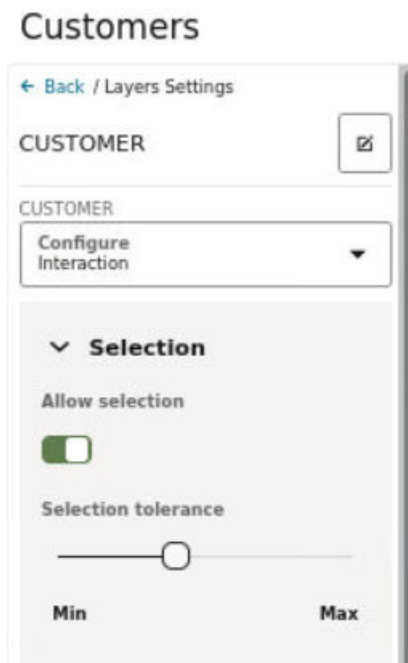 Customers
← Back / Layers Settings
CUSTOMER
CUSTOMER
Configure
Interaction
Selection
Allow selection
Selection tolerance
Min Max